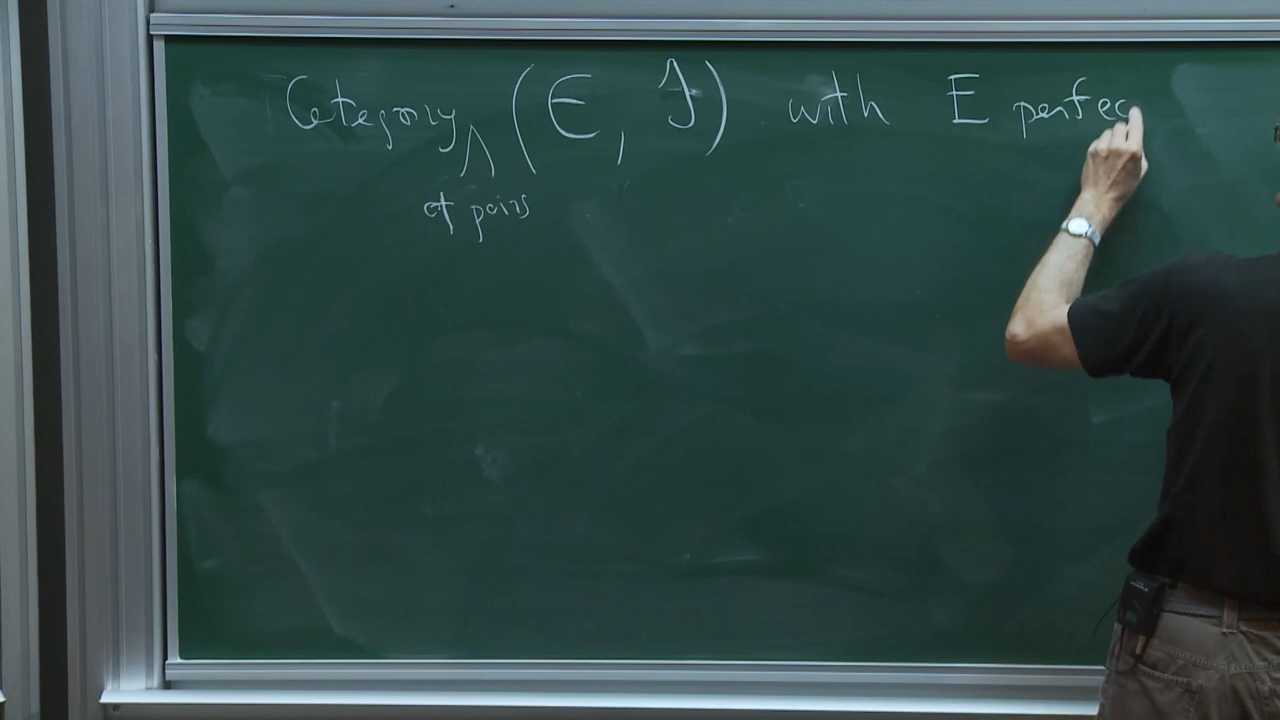 Category ∧ (E, J) with E perfec
of pairs